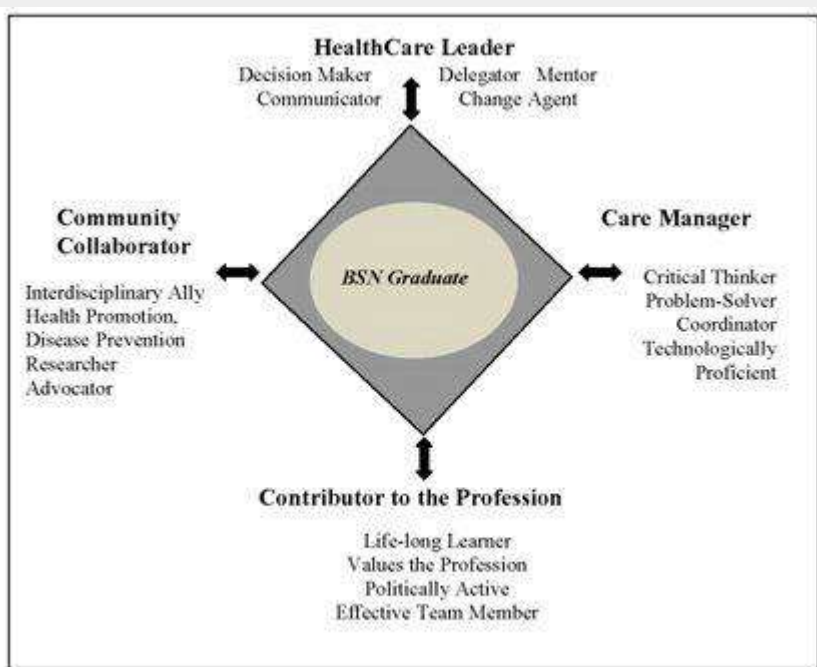 HealthCare Leader
Decision Maker Delegator Mentor
Communicator Change Agent
Community
Collaborator
Interdisciplinary Ally
Health Promotion,
Disease Prevention
Researcher
Advocator
BSN Graduate
Care Manager
Critical Thinker
Problem-Solver
Coordinator
Technologically
Proficient
Contributor to the Profession
Life-long Learner
Values the Profession
Politically Active
Effective Team Member